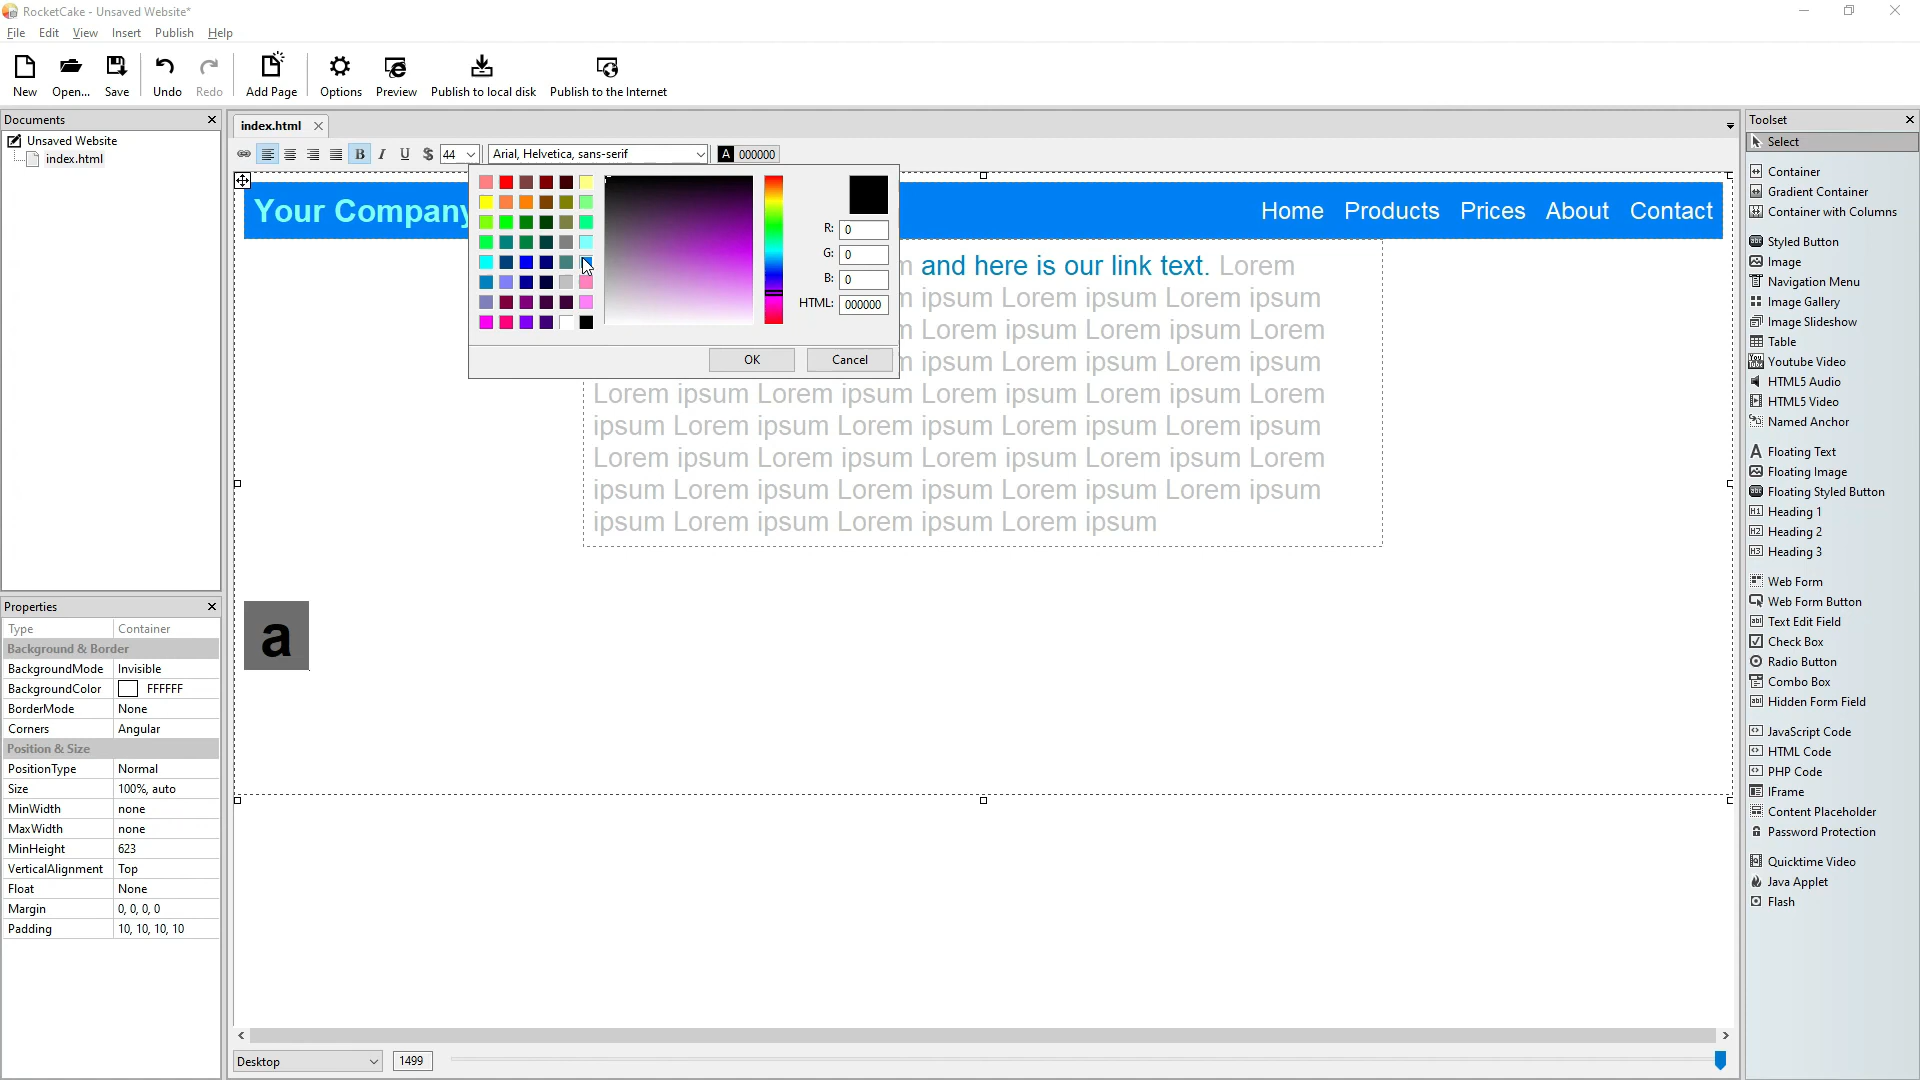 RocketCake - Unsaved Website*
File Edit View Insert Publish Help
New Open... Save Undo Redo Add Page Options Preview Publish to local disk Publish to the Internet
Documents
Unsaved Website
index.html
index.html
B I U $ 44 Arial, Helvetica, sans-serif A 000000
Your Company
Home Products Prices About Contact
R: 0
G: 0
B: 0
HTML: 000000
OK Cancel
and here is our link text. Lorem
ipsum Lorem ipsum Lorem ipsum
Lorem ipsum Lorem ipsum Lorem
ipsum Lorem ipsum Lorem ipsum
Lorem ipsum Lorem ipsum Lorem ipsum Lorem ipsum Lorem
ipsum Lorem ipsum Lorem ipsum Lorem ipsum Lorem ipsum
Lorem ipsum Lorem ipsum Lorem ipsum Lorem ipsum Lorem
ipsum Lorem ipsum Lorem ipsum Lorem ipsum Lorem ipsum
ipsum Lorem ipsum Lorem ipsum Lorem ipsum
a
Desktop 1499
Properties
Type Container
Background & Border
BackgroundMode Invisible
BackgroundColor FFFFFF
BorderMode None
Corners Angular
Position & Size
PositionType Normal
Size 100%, auto
MinWidth none
MaxWidth none
MinHeight 623
VerticalAlignment Top
Float None
Margin 0, 0, 0, 0
Padding 10, 10, 10, 10
Toolset
Select
Container
Gradient Container
Container with Columns
Styled Button
Image
Navigation Menu
Image Gallery
Image Slideshow
Table
Youtube Video
HTML5 Audio
HTML5 Video
Named Anchor
Floating Text
Floating Image
Floating Styled Button
Heading 1
Heading 2
Heading 3
Web Form
Web Form Button
Text Edit Field
Check Box
Radio Button
Combo Box
Hidden Form Field
JavaScript Code
HTML Code
PHP Code
IFrame
Content Placeholder
Password Protection
Quicktime Video
Java Applet
Flash